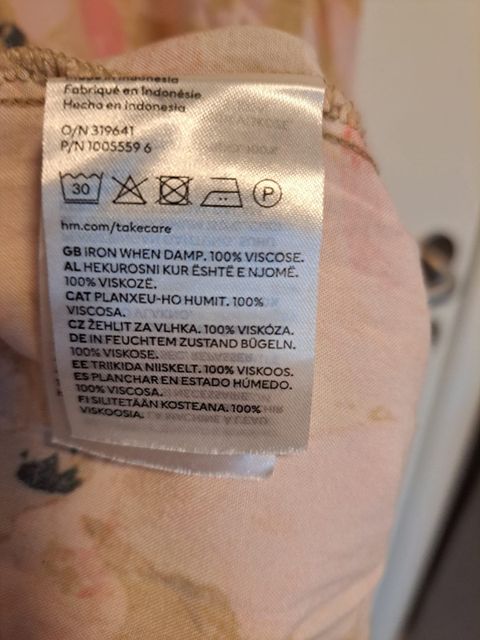 Made in Indonesia
Fabriqué en Indonésie
Hecho en Indonesia
O/N 319641
P/N 1005559 6
30
P
hm.com/takecare
GB IRON WHEN DAMP. 100% VISCOSE.
AL HEKUROSNI KUR ËSHTË E NJOMË.
100% VISKOZË.
CAT PLANXEU-HO HUMIT. 100%
VISCOSA.
CZ ŽEHLIT ZA VLHKA. 100% VISKÓZA.
DE IN FEUCHTEM ZUSTAND BÜGELN.
100% VISKOSE.
EE TRIIKIDA NIISKELT. 100% VISKOOS.
ES PLANCHAR EN ESTADO HÚMEDO.
100% VISCOSA.
FI SILITETÄÄN KOSTEANA. 100%
VISKOOSIA.